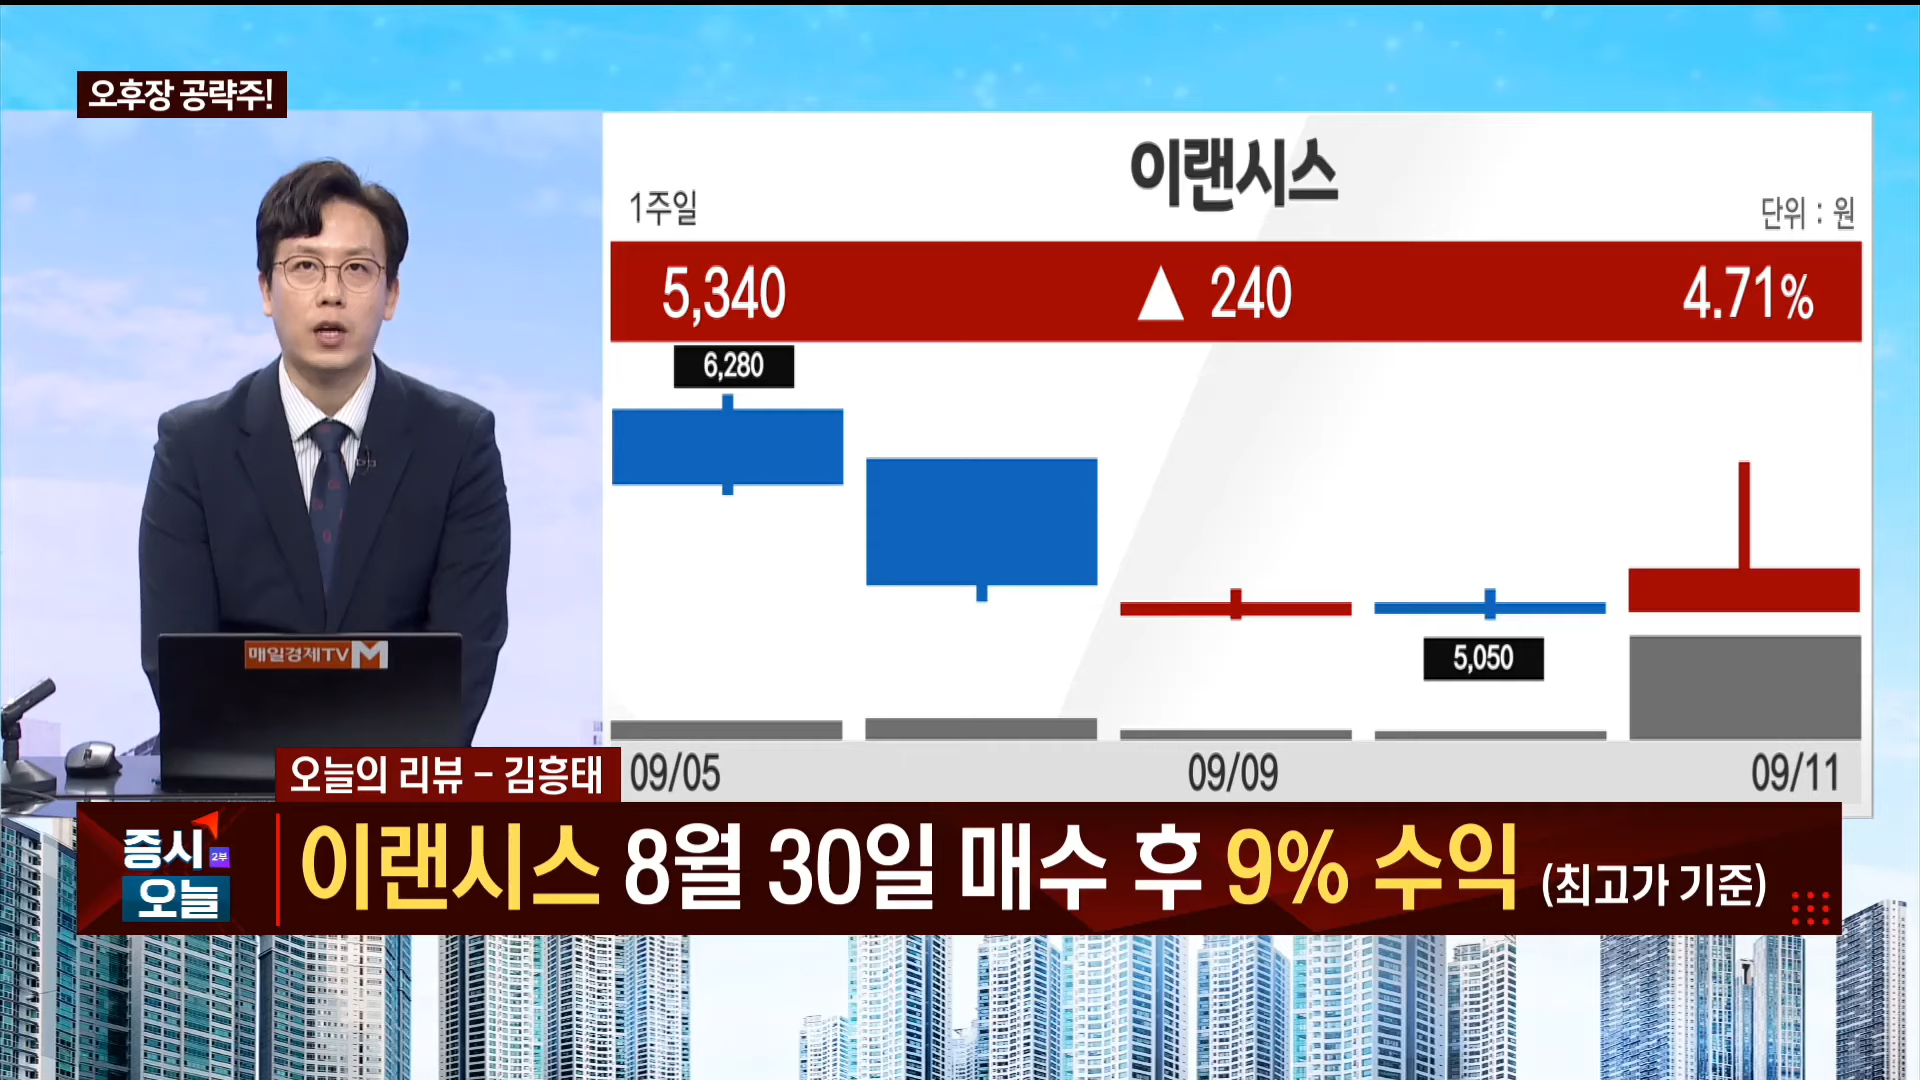 오후장 공략주!
이랜시스
1주일
단위 : 원
5,340 ▲ 240 4.71%
6,280
5,050
09/05 09/09 09/11
매일경제TV M
오늘의 리뷰 - 김흥태
증시 2부
오늘
이랜시스 8월 30일 매수 후 9% 수익 (최고가 기준)